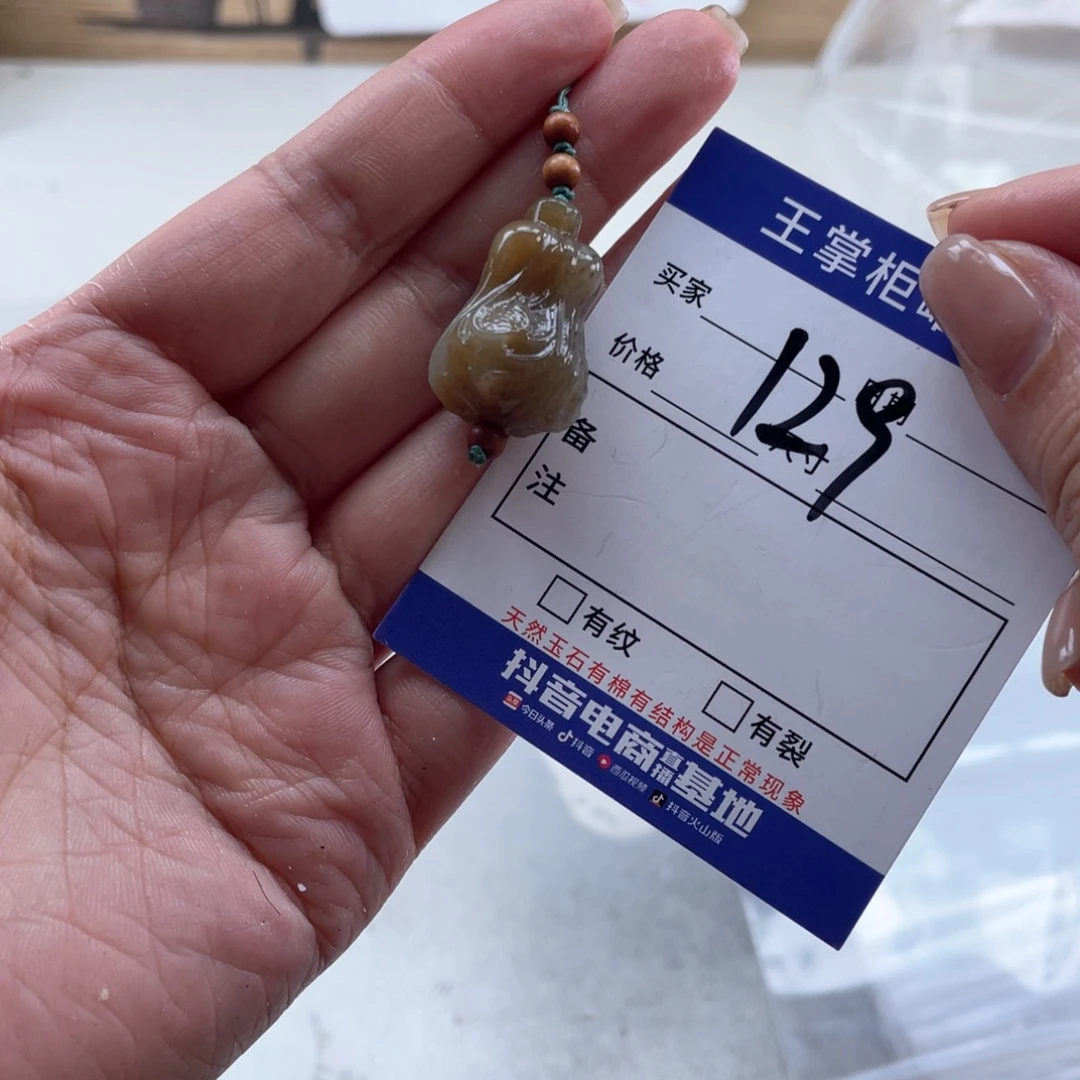 王掌柜
买家
价格 129
尺寸
备注
有纹
有裂
天然玉石有棉有结构是正常现象
抖音电商直播基地
今日头条 抖音 西瓜视频 抖音火山版